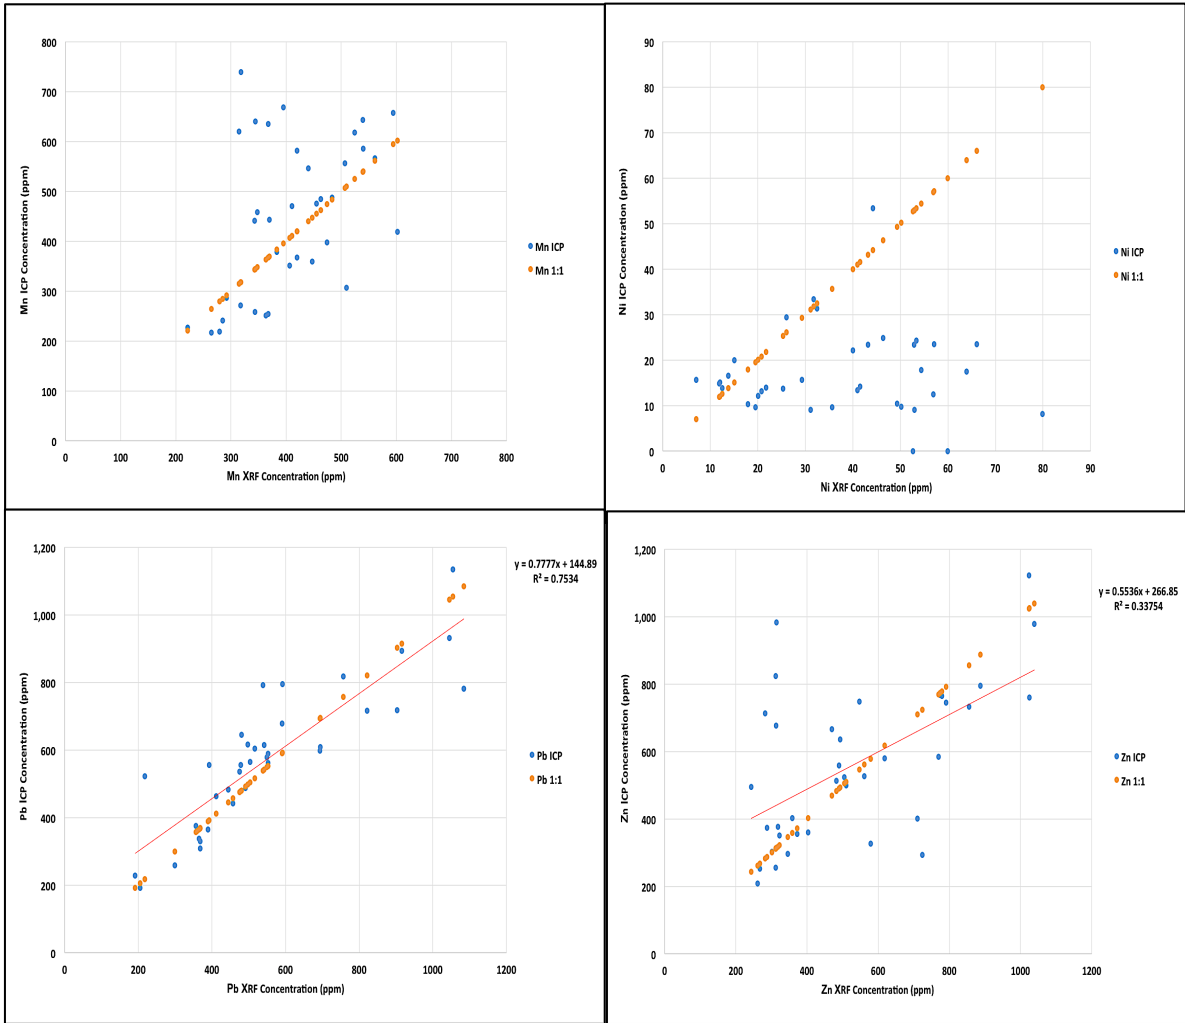 800
700
600
500
400
300
200
100
0
0 100 200 300 400 500 600 700 800
Mn ICP Concentration (ppm)
Mn XRF Concentration (ppm)
Mn ICP
Mn 1:1
90
80
70
60
50
40
30
20
10
0
0 10 20 30 40 50 60 70 80 90
Ni ICP Concentration (ppm)
Ni XRF Concentration (ppm)
Ni ICP
Ni 1:1
1,200
1,000
800
600
400
200
0
0 200 400 600 800 1000 1200
Pb ICP Concentration (ppm)
Pb XRF Concentration (ppm)
y = 0.7777x + 144.89
R² = 0.7534
Pb ICP
Pb 1:1
1,200
1,000
800
600
400
200
0
0 200 400 600 800 1000 1200
Zn ICP Concentration (ppm)
Zn XRF Concentration (ppm)
y = 0.5536x + 266.85
R² = 0.33754
Zn ICP
Zn 1:1